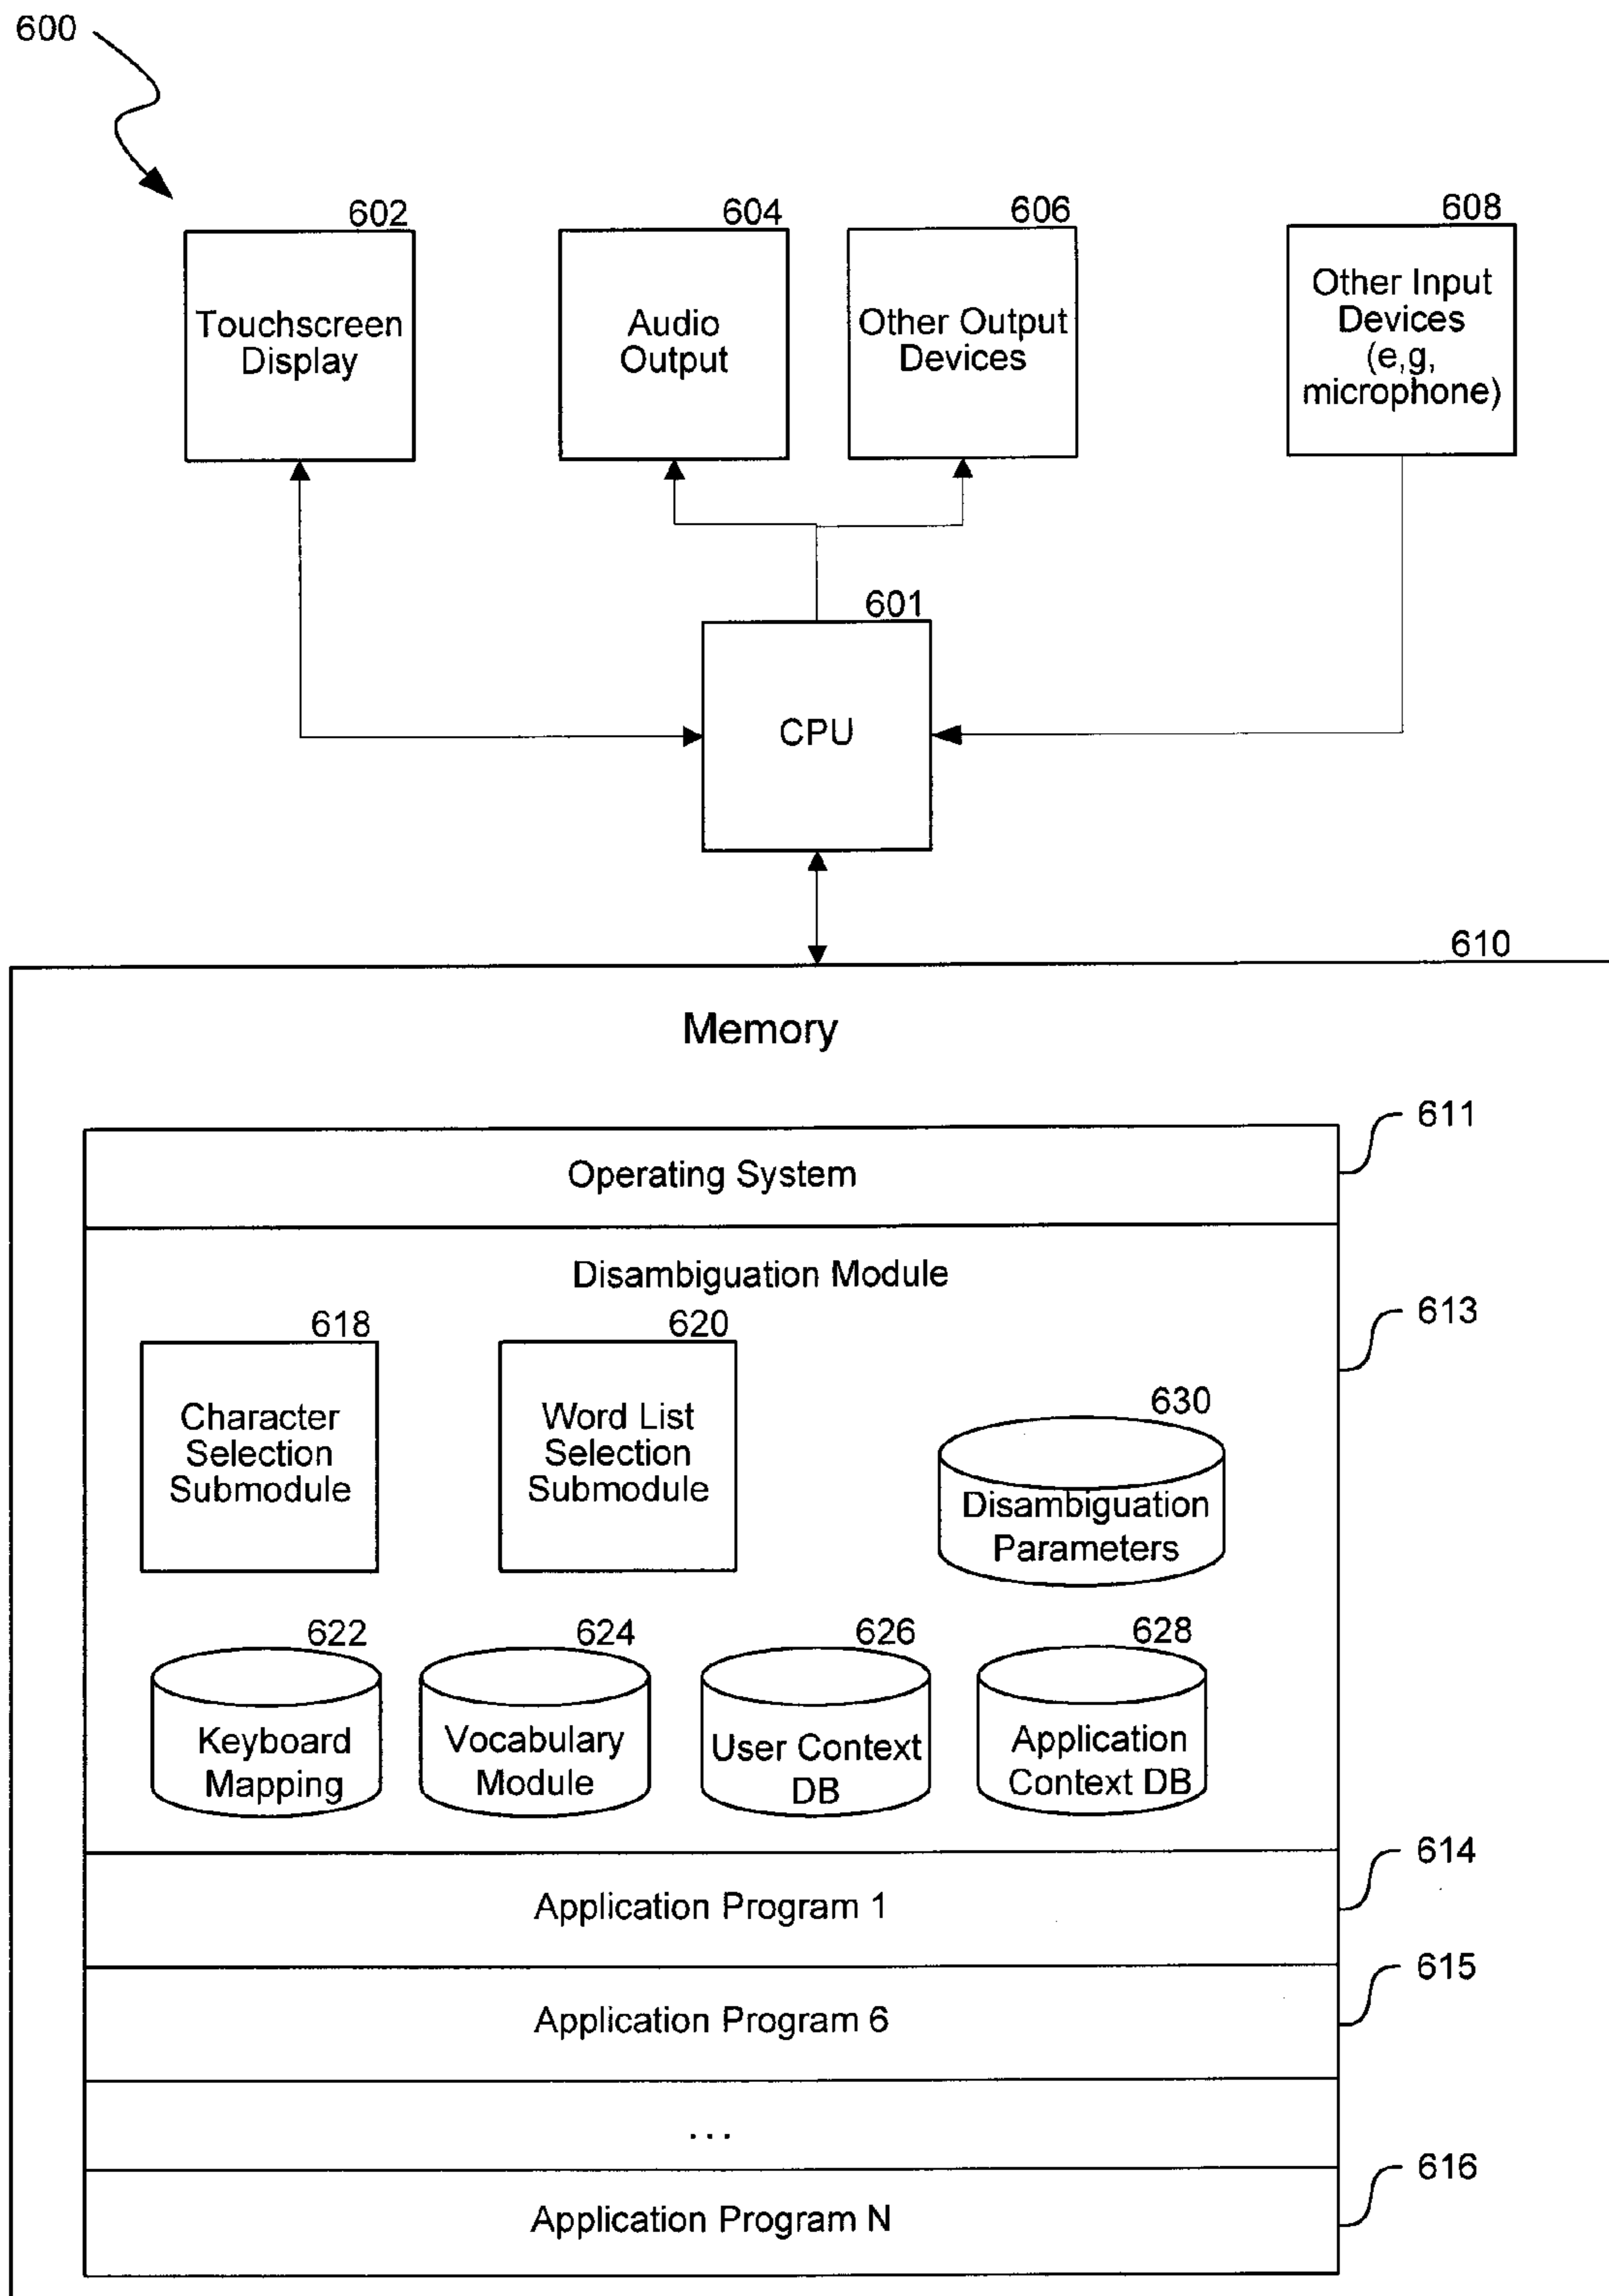 600
602
604
606
608
Touchscreen
Display
Audio
Output
Other Output
Devices
Other Input
Devices
(e,g,
microphone)
601
CPU
610
Memory
611
Operating System
Disambiguation Module
613
618
620
630
Character
Selection
Submodule
Word List
Selection
Submodule
Disambiguation
Parameters
622
624
626
628
Keyboard
Mapping
Vocabulary
Module
User Context
DB
Application
Context DB
614
Application Program 1
615
Application Program 6
...
616
Application Program N